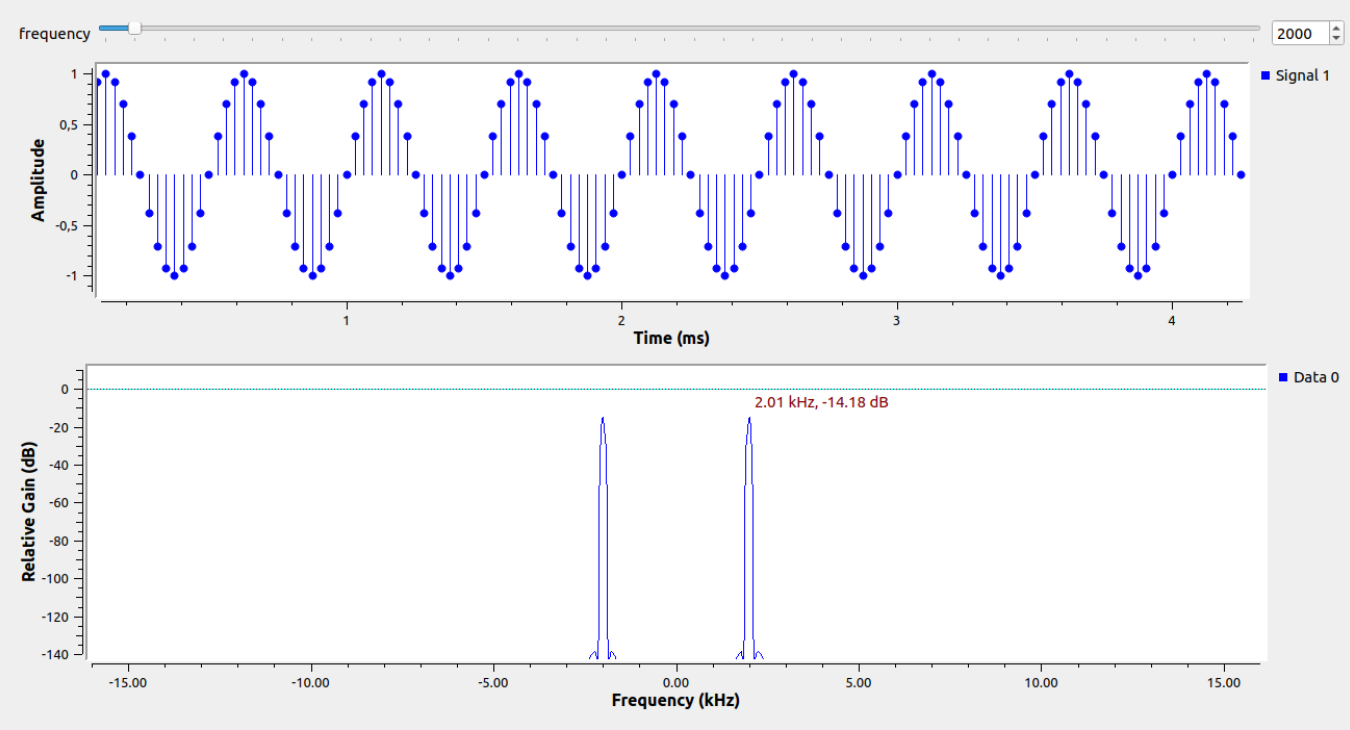 frequency
2000
1
0,5
0
-0,5
-1
Amplitude
Signal 1
1 2 3 4
Time (ms)
2.01 kHz, -14.18 dB
0
-20
-40
-60
-80
-100
-120
-140
Relative Gain (dB)
Data 0
-15.00 -10.00 -5.00 0.00 5.00 10.00 15.00
Frequency (kHz)